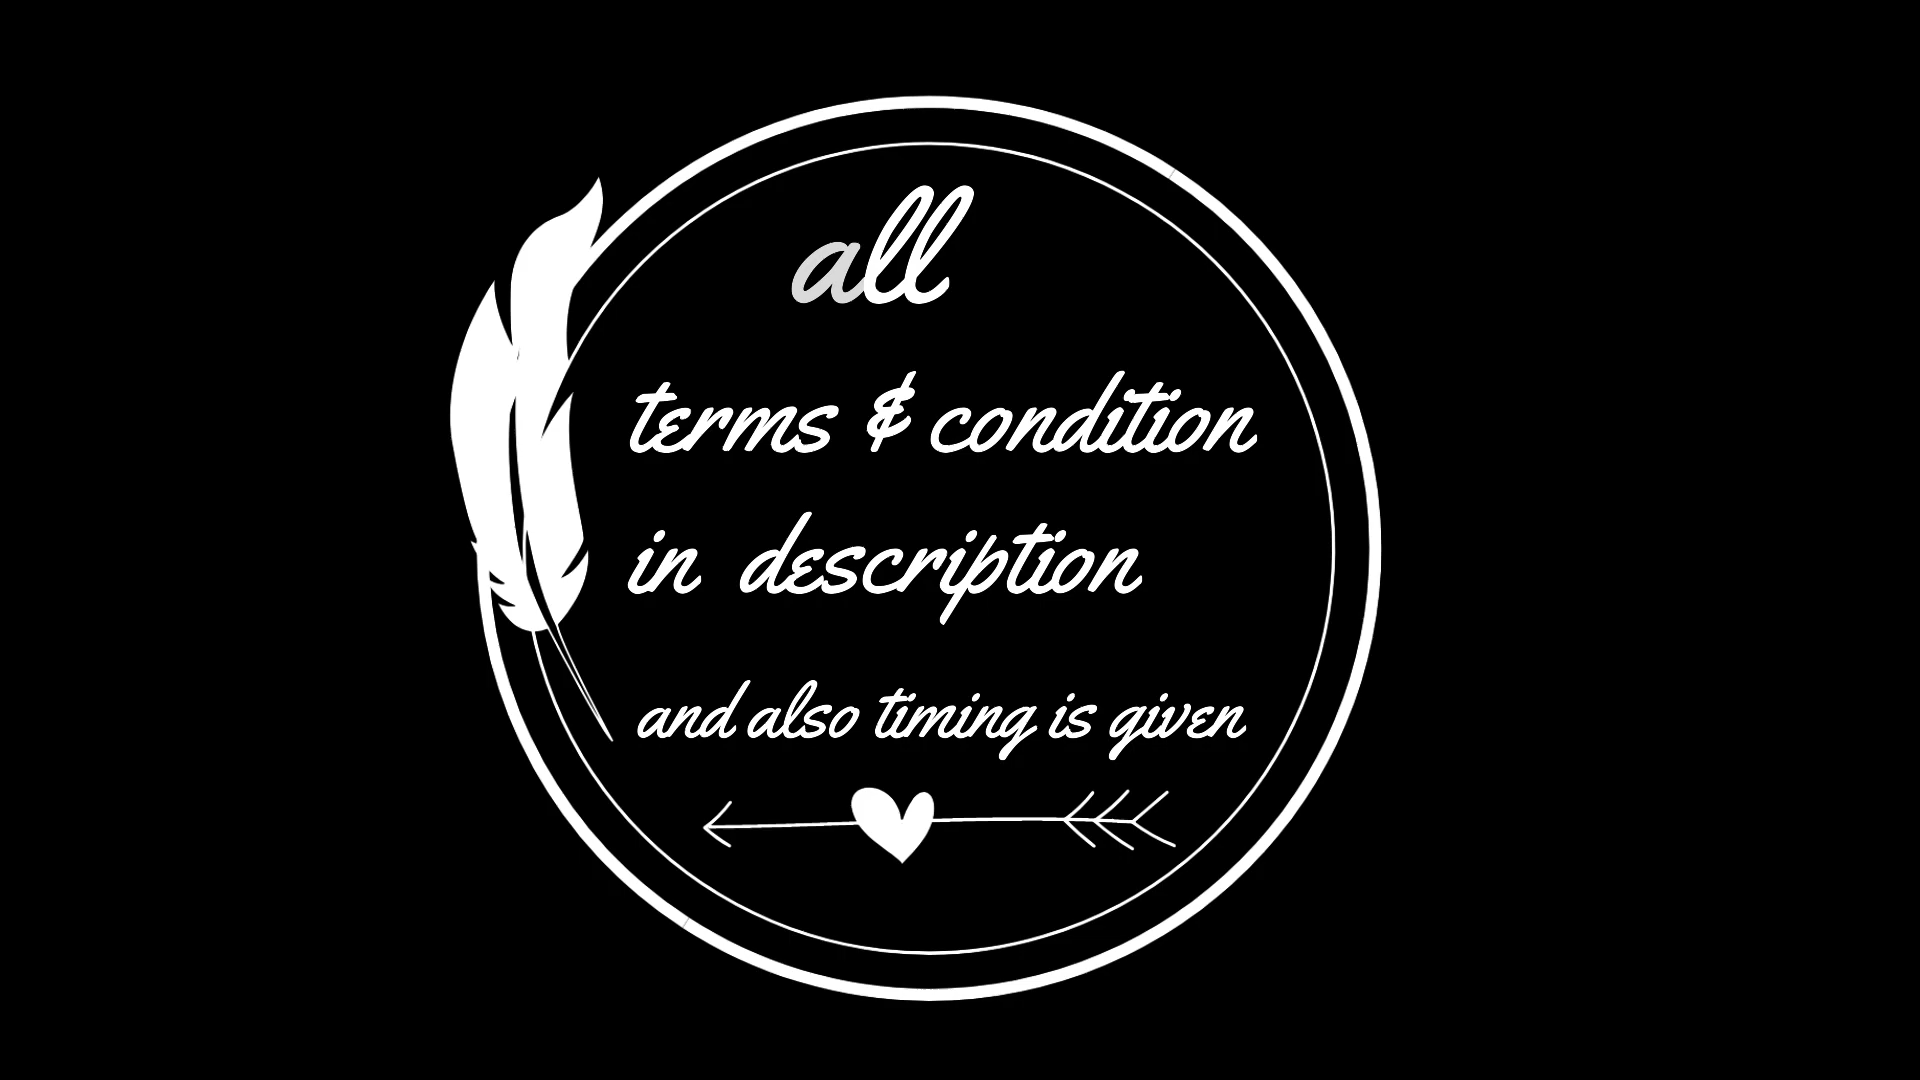 all
terms & condition
in description
and also timing is given